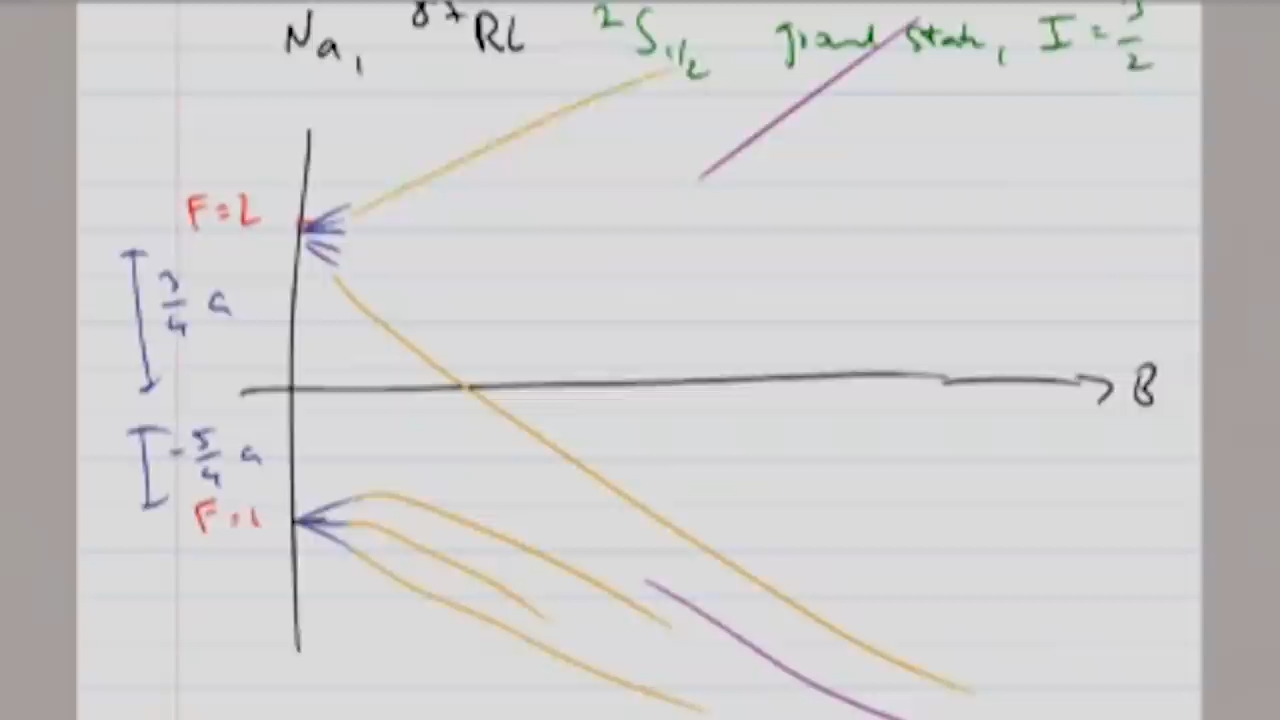 Na, ⁸⁷Rb ²S₁/₂ ground state, I = 3/2
F=2
3/4 a
B
-5/4 a
F=1